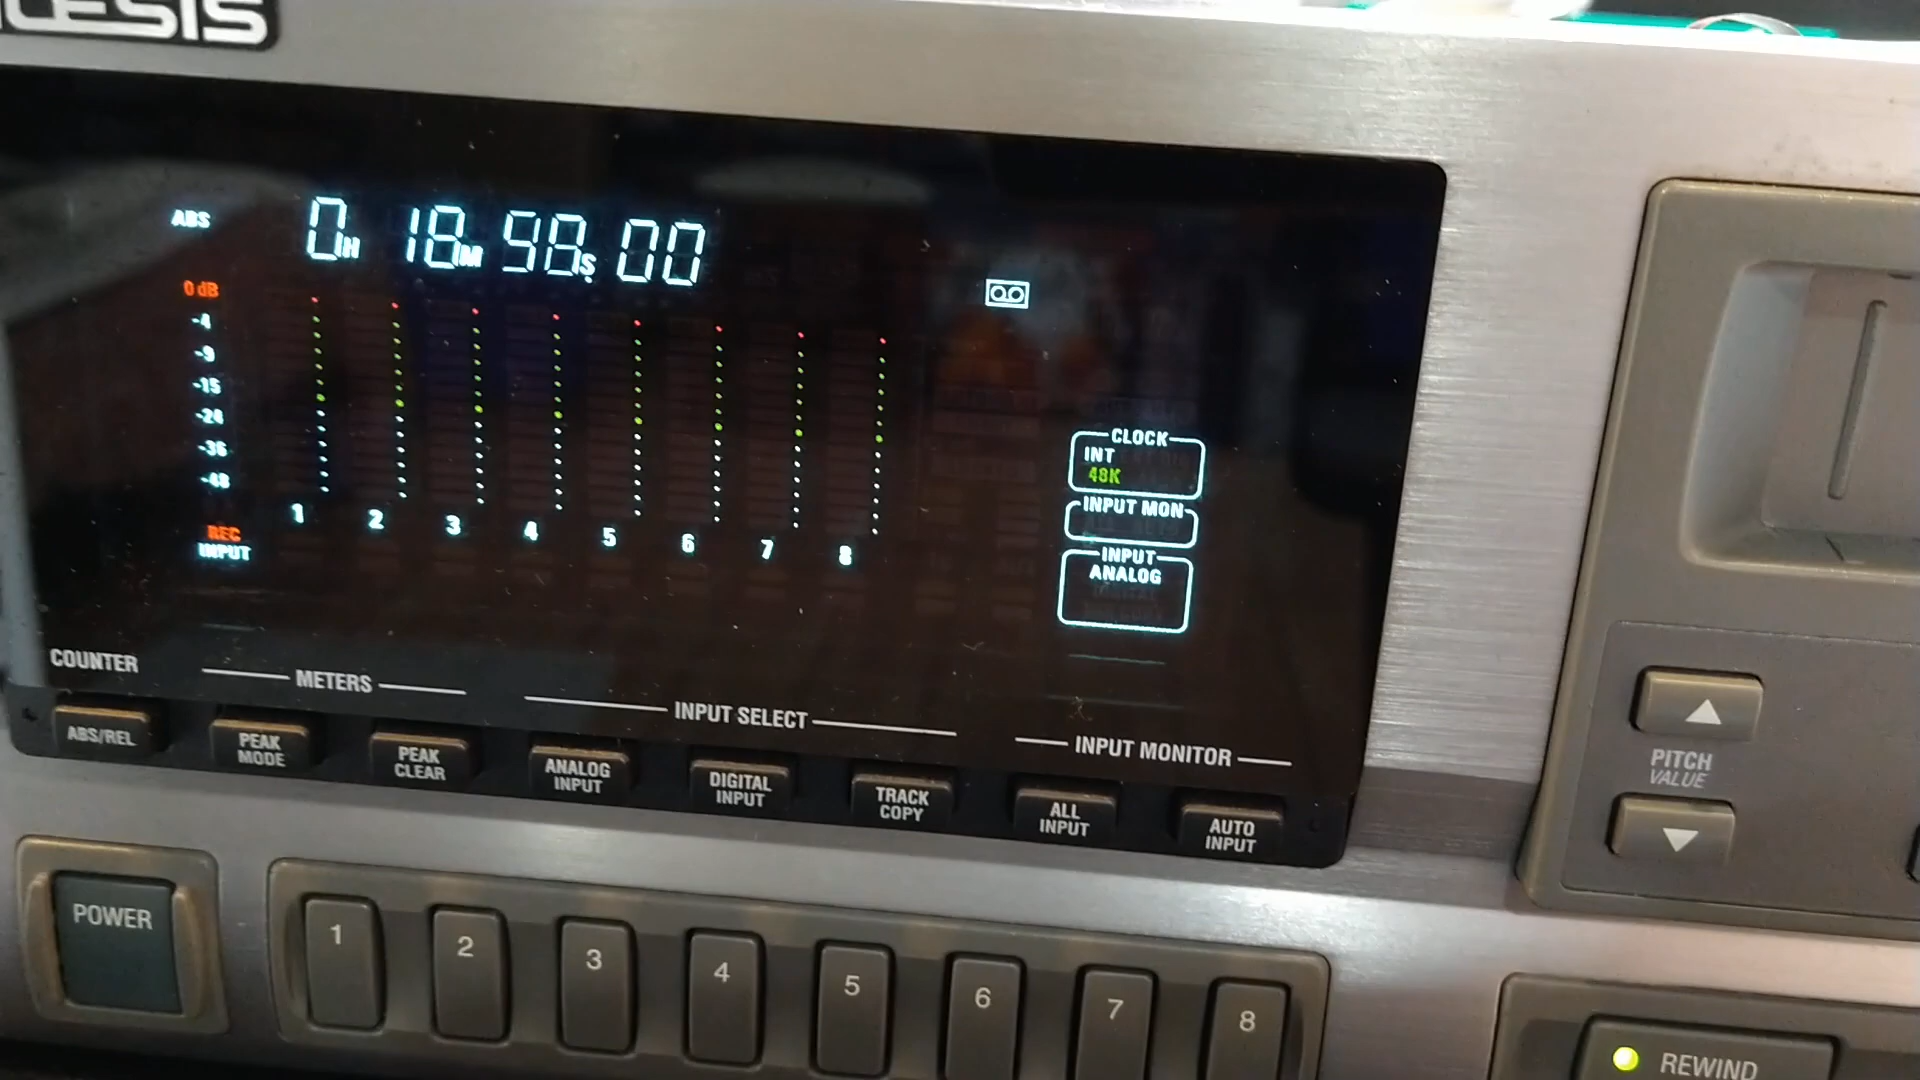 ALESIS
ABS 0H 18M 58S 00
0 dB
-4
-9
-15
-24
-36
-48
CLOCK
INT
48K
INPUT MON
INPUT
ANALOG
1 2 3 4 5 6 7 8
REC
INPUT
COUNTER METERS INPUT SELECT INPUT MONITOR
ABS/REL
PEAK MODE
PEAK CLEAR
ANALOG INPUT
DIGITAL INPUT
TRACK COPY
ALL INPUT
AUTO INPUT
PITCH
VALUE
POWER
1 2 3 4 5 6 7 8
REWIND